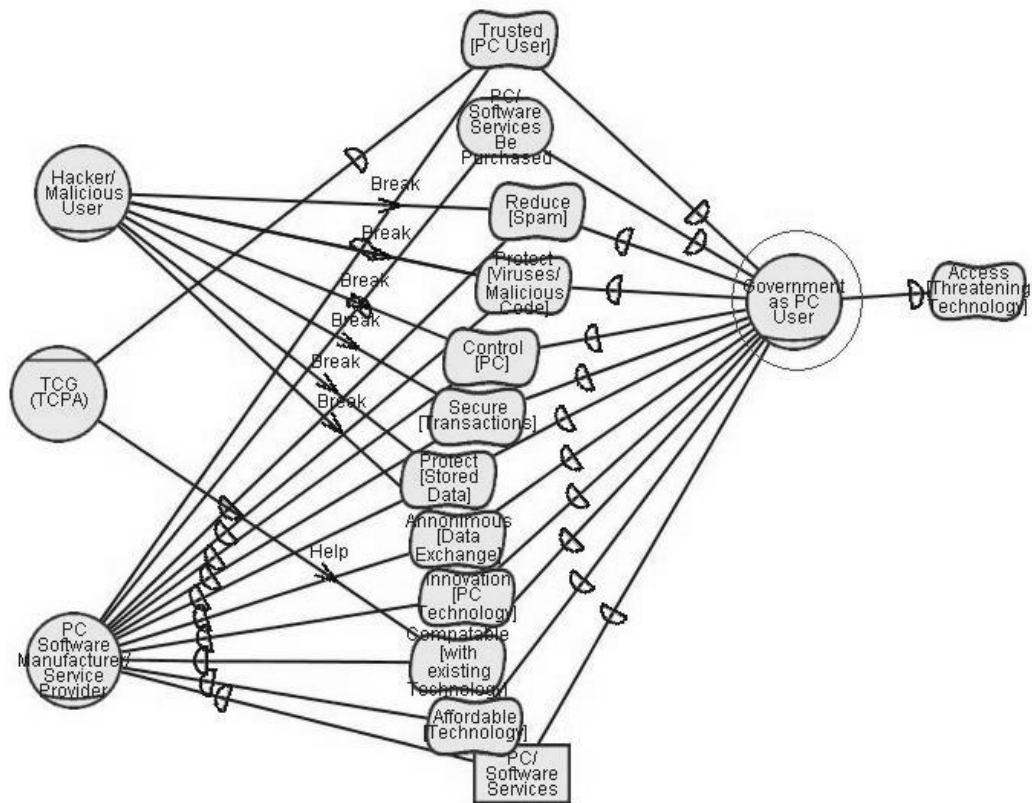 Trusted
[PC User]
PC/
Software
Services
Be
Purchased
Hacker/
Malicious
User
Break
Reduce
[Spam]
Break
Protect
[Viruses/
Malicious
Code]
Break
Government
as PC
User
Access
[Threatening
Technology]
Break
Control
[PC]
TCG
(TCPA)
Break
Break
Secure
[Transactions]
Protect
[Stored
Data]
Annonimous
[Data
Exchange]
Help
Innovation
[PC
Technology]
PC
Software
Manufacturer/
Service
Provider
Compatable
[with
existing
Technology]
Affordable
[Technology]
PC/
Software
Services